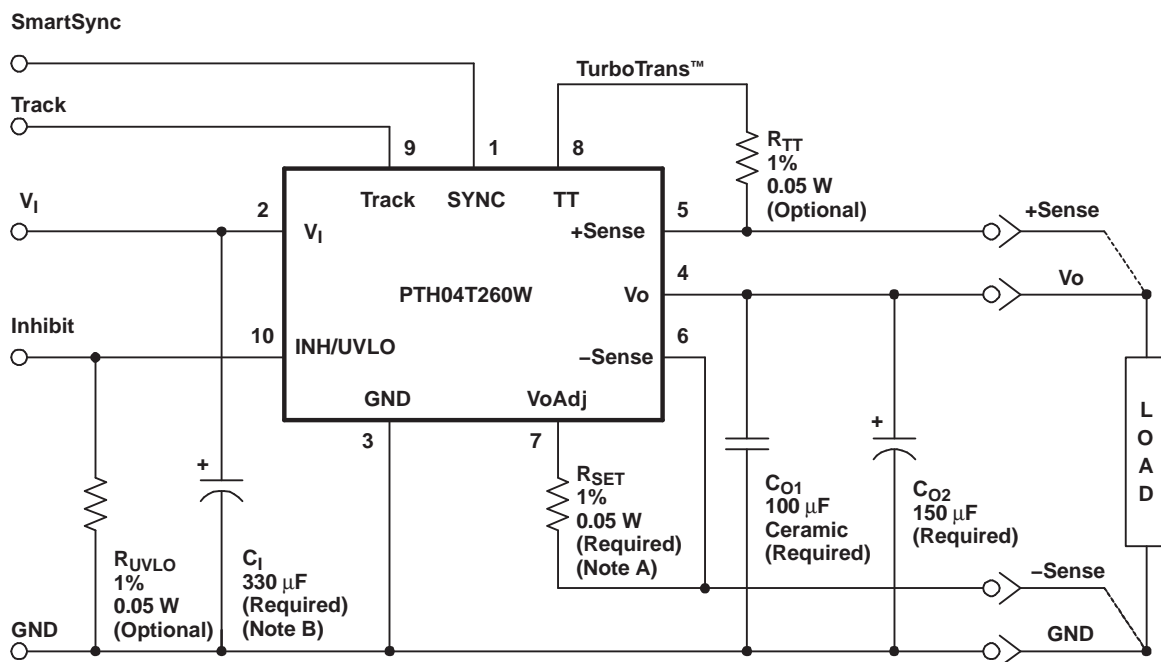 SmartSync
TurboTrans™
Track
9
1
8
R_TT
1%
0.05 W
(Optional)
V_I
2
Track
SYNC
TT
5
+Sense
V_I
+Sense
4
Vo
PTH04T260W
Vo
Inhibit
10
6
INH/UVLO
–Sense
GND
VoAdj
3
7
L
O
A
D
+
+
R_SET
1%
0.05 W
(Required)
(Note A)
C_O1
100 µF
Ceramic
(Required)
C_O2
150 µF
(Required)
R_UVLO
1%
0.05 W
(Optional)
C_I
330 µF
(Required)
(Note B)
–Sense
GND
GND